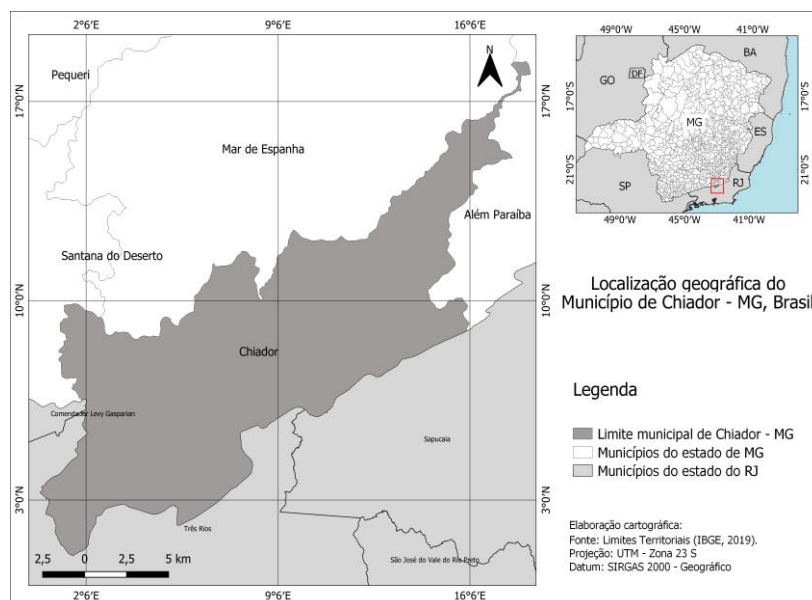 2°6'E 9°6'E 16°6'E
N
Pequeri
17°0'N 17°0'N
Mar de Espanha
Além Paraíba
Santana do Deserto
10°0'N 10°0'N
Chiador
Comendador Levy Gasparian
Sapucaia
3°0'N 3°0'N
Três Rios
São José do Vale do Rio Preto
2,5 0 2,5 5 km
2°6'E 9°6'E 16°6'E
49°0'W 45°0'W 41°0'W
BA
GO
DF
17°0'S 17°0'S
MG
ES
21°0'S 21°0'S
SP
RJ
49°0'W 45°0'W 41°0'W
Localização geográfica do
Município de Chiador - MG, Brasil
Legenda
Limite municipal de Chiador - MG
Municípios do estado de MG
Municípios do estado do RJ
Elaboração cartográfica:
Fonte: Limites Territoriais (IBGE, 2019).
Projeção: UTM - Zona 23 S
Datum: SIRGAS 2000 - Geográfico